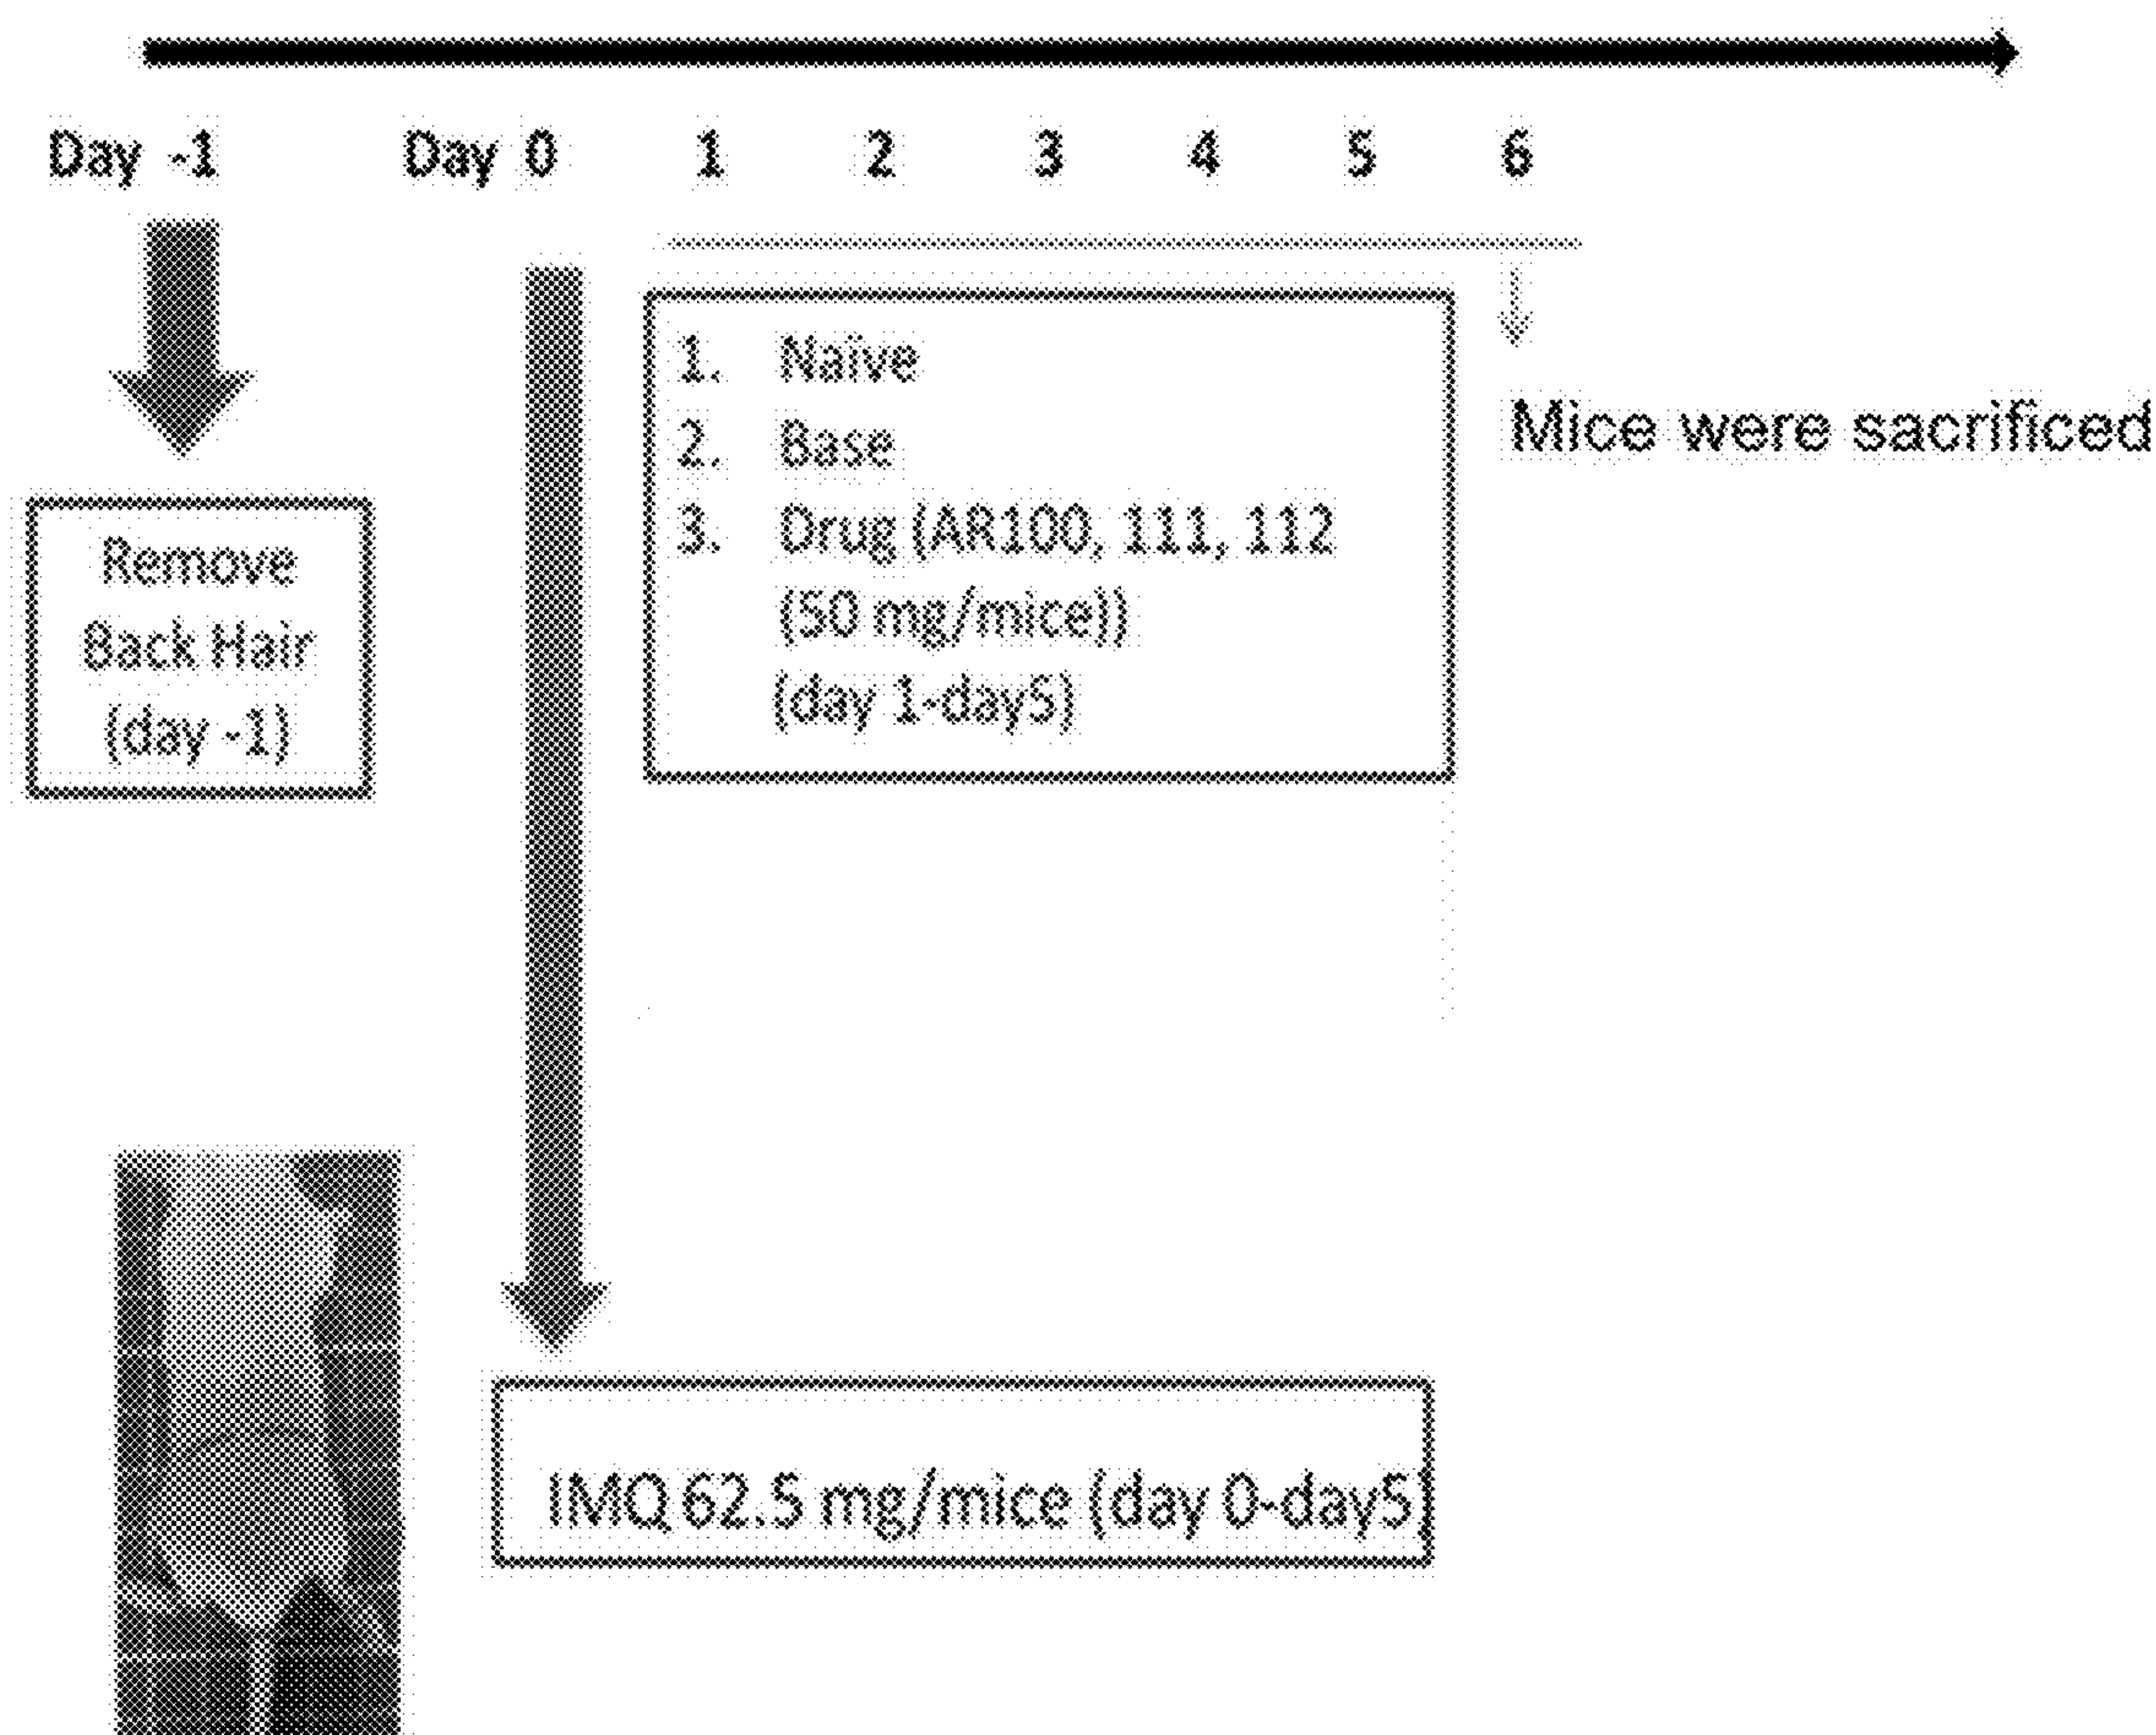 Day -1 Day 0 1 2 3 4 5 6
Remove
Back Hair
(day -1)
1. Naïve
2. Base
3. Drug (AR100, 111, 112
(50 mg/mice))
(day 1-day5)
Mice were sacrificed
IMQ 62.5 mg/mice (day 0-day5)